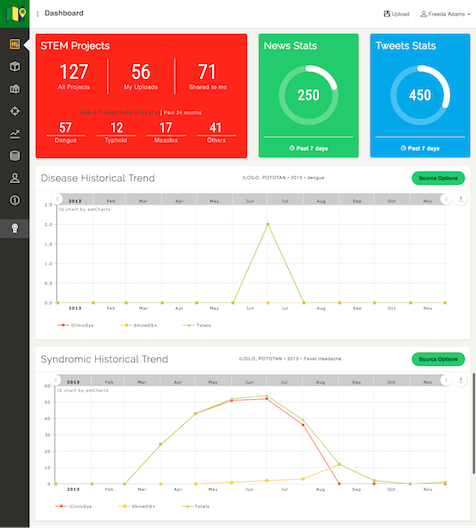 Dashboard
Upload
Freeda Adams
STEM Projects
127
56
71
All Projects
My Uploads
Shared to me
Top 4 Projects by Disease | Past 24 months
57
12
17
41
Dengue
Typhoid
Measles
Others
News Stats
250
Past 7 days
Tweets Stats
450
Past 7 days
Disease Historical Trend
ILOILO, POTOTAN • 2013 • dengue
Source Options
2013 Feb Mar Apr May Jun Jul Aug Sep Oct Nov
JS chart by amCharts
2.5
2.0
1.5
1.0
0.5
0.0
2013 Feb Mar Apr May Jun Jul Aug Sep Oct Nov
iClinicSys
ShineOS+
Totals
Syndromic Historical Trend
ILOILO, POTOTAN • 2013 • Fever,Headache
Source Options
2013 Feb Mar Apr May Jun Jul Aug Sep Oct Nov
JS chart by amCharts
60
50
40
30
20
10
0
2013 Feb Mar Apr May Jun Jul Aug Sep Oct Nov
iClinicSys
ShineOS+
Totals